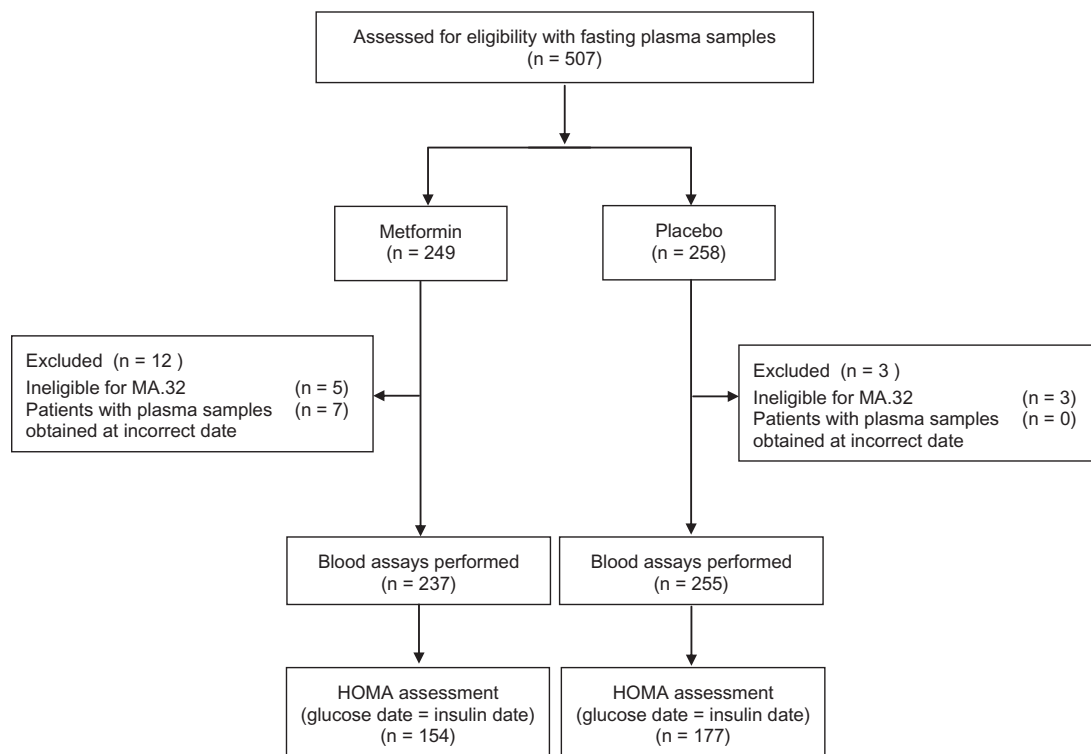 Assessed for eligibility with fasting plasma samples
(n = 507)
Metformin
(n = 249
Placebo
(n = 258)
Excluded (n = 12 )
Ineligible for MA.32 (n = 5)
Patients with plasma samples (n = 7)
obtained at incorrect date
Excluded (n = 3 )
Ineligible for MA.32 (n = 3)
Patients with plasma samples (n = 0)
obtained at incorrect date
Blood assays performed
(n = 237)
Blood assays performed
(n = 255)
HOMA assessment
(glucose date = insulin date)
n = 154)
HOMA assessment
(glucose date = insulin date)
n = 177)